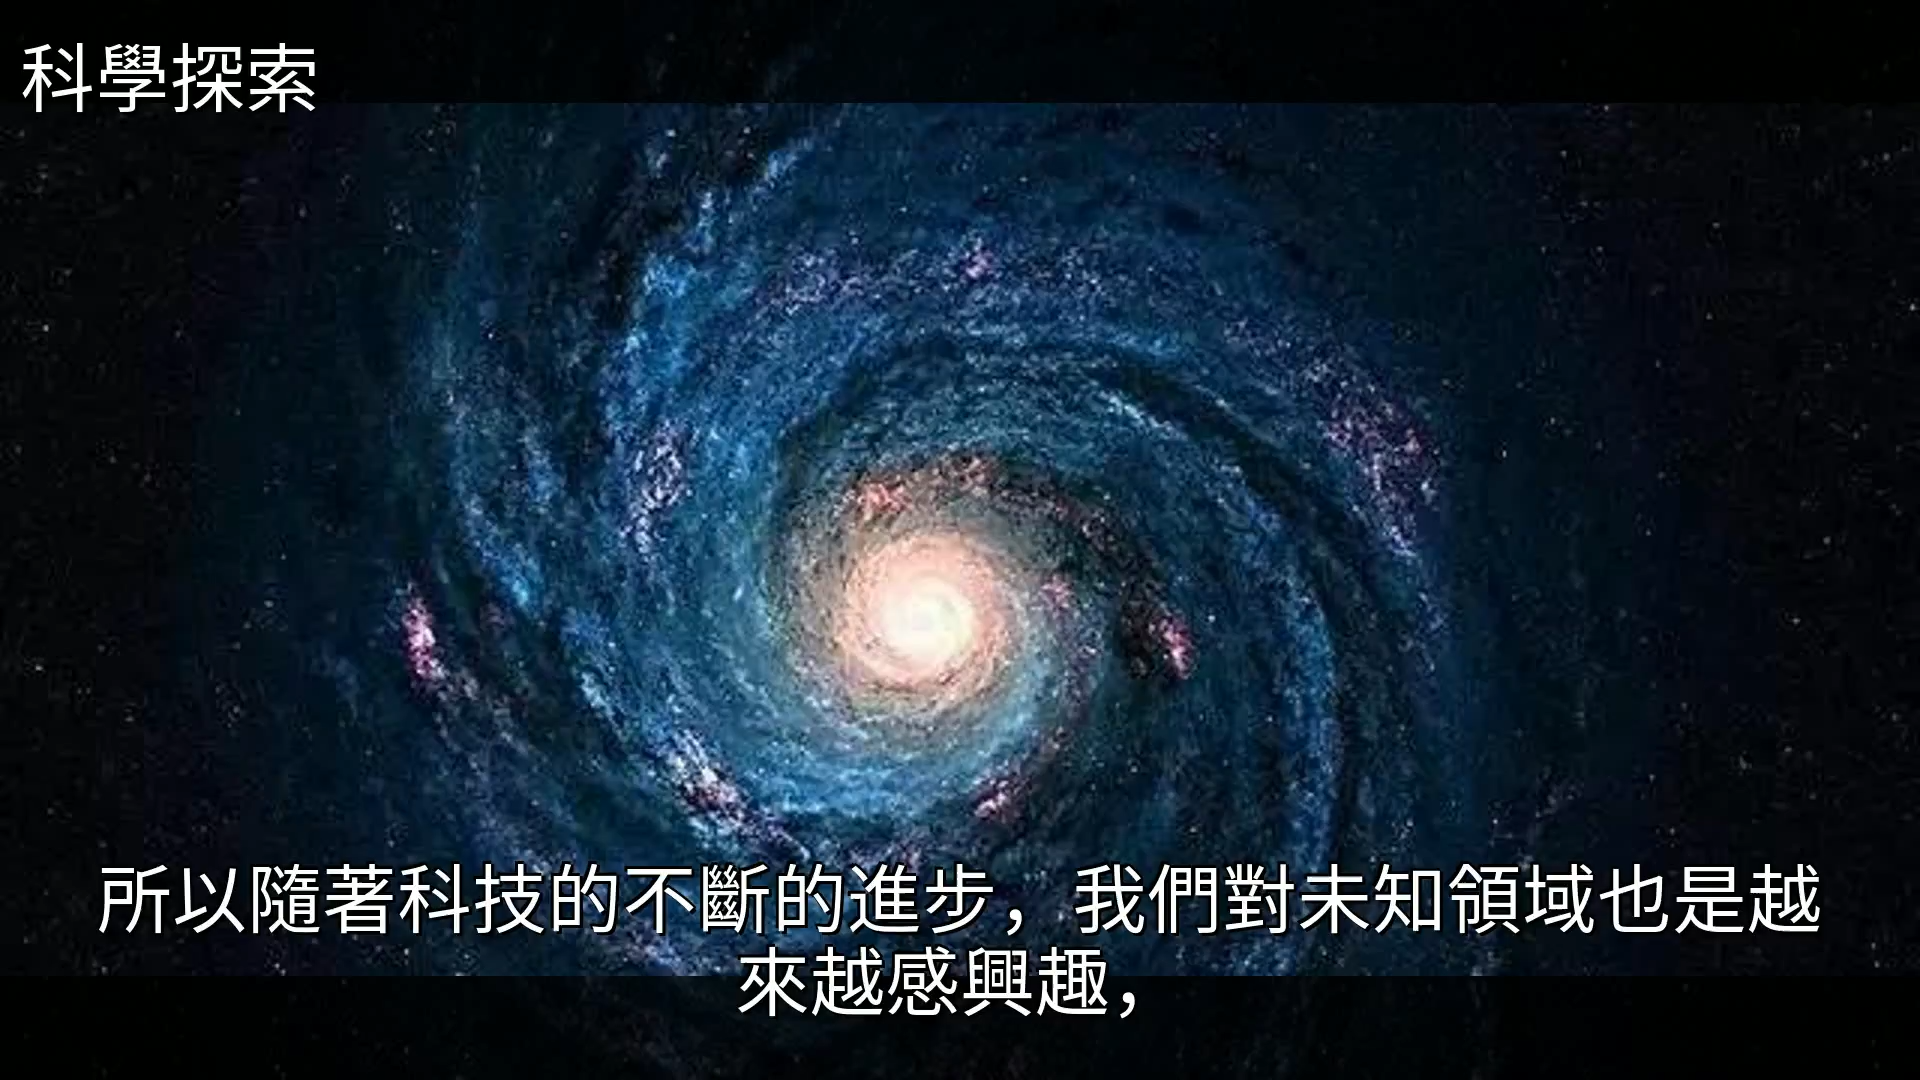 科學探索
所以隨著科技的不斷的進步，我們對未知領域也是越
來越感興趣，